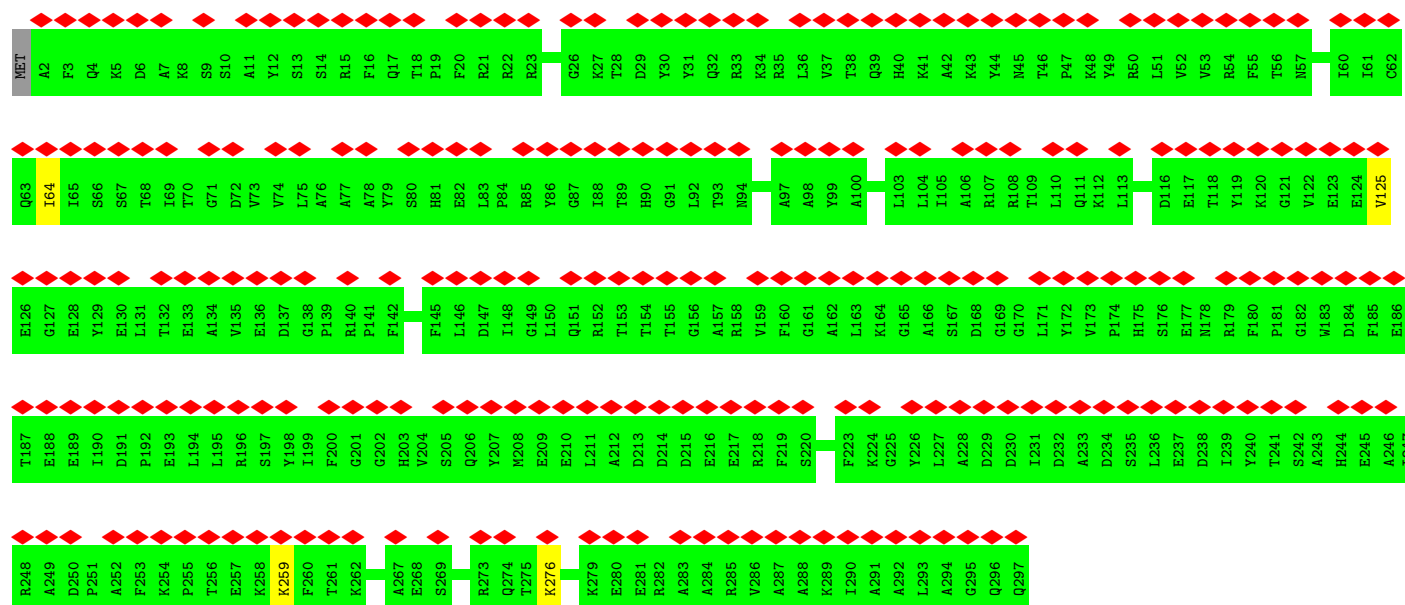 MET A2 F3 Q4 K5 D6 A7 K8 S9 S10 A11 Y12 S13 S14 R15 F16 Q17 T18 P19 F20 R21 R22 R23 G26 K27 T28 D29 Y30 Y31 Q32 R33 K34 R35 L36 V37 T38 Q39 H40 K41 A42 K43 Y44 N45 T46 P47 K48 Y49 R50 L51 V52 V53 R54 F55 T56 N57 I60 I61 C62
Q63 I64 I65 S66 S67 T68 I69 T70 G71 D72 V73 V74 L75 A76 A77 A78 Y79 S80 H81 E82 L83 P84 R85 Y86 G87 I88 T89 H90 G91 L92 T93 N94 A97 A98 Y99 A100 L103 L104 I105 A106 R107 R108 T109 L110 Q111 K112 L113 D116 E117 T118 Y119 K120 G121 V122 E123 E124 V125
E126 G127 E128 Y129 E130 L131 T132 E133 A134 V135 E136 D137 G138 P139 R140 P141 F142 F145 L146 D147 I148 G149 L150 Q151 R152 T153 T154 T155 G156 A157 R158 V159 F160 G161 A162 L163 K164 G165 A166 S167 D168 G169 G170 L171 Y172 V173 P174 H175 S176 E177 N178 R179 F180 P181 G182 W183 D184 F185 E186
T187 E188 E189 I190 D191 P192 E193 L194 L195 R196 S197 Y198 I199 F200 G201 G202 H203 V204 S205 Q206 Y207 M208 E209 E210 L211 A212 D213 D214 D215 E216 E217 R218 F219 S220 F223 K224 G225 Y226 L227 A228 D229 D230 I231 D232 A233 D234 S235 L236 E237 D238 I239 Y240 T241 S242 A243 H244 E245 A246
R248 A249 D250 P251 A252 F253 K254 P255 T256 E257 K258 K259 F260 T261 K262 A267 E268 S269 R273 Q274 T275 K276 K279 E280 E281 R282 A283 A284 R285 V286 A287 A288 K289 I290 A291 A292 L293 A294 G295 Q296 Q297